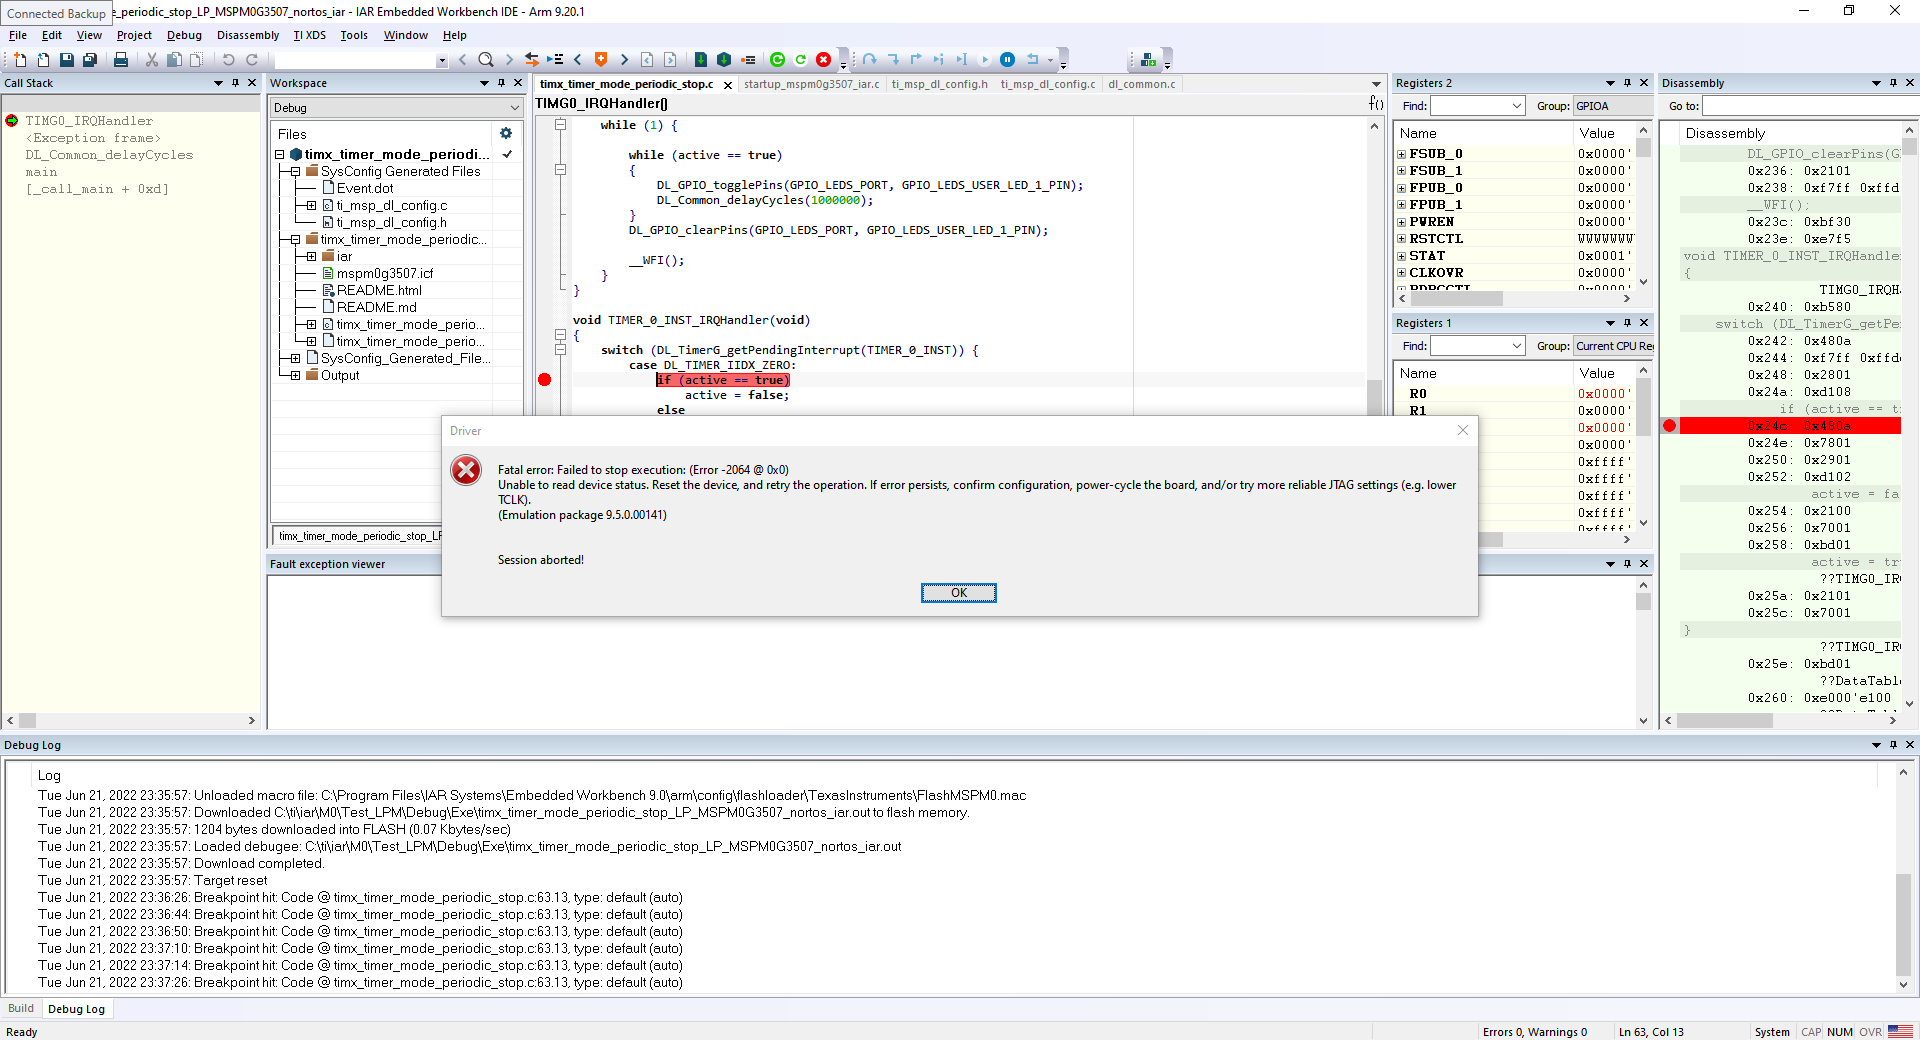 Connected Backup
e_periodic_stop_LP_MSPM0G3507_nortos_iar - IAR Embedded Workbench IDE - Arm 9.20.1
File Edit View Project Debug Disassembly TI XDS Tools Window Help
Call Stack
TIMG0_IRQHandler
<Exception frame>
DL_Common_delayCycles
main
[_call_main + 0xd]
Workspace
Debug
Files
timx_timer_mode_periodi...
SysConfig Generated Files
Event.dot
ti_msp_dl_config.c
ti_msp_dl_config.h
timx_timer_mode_periodic...
iar
mspm0g3507.icf
README.html
README.md
timx_timer_mode_perio...
timx_timer_mode_perio...
SysConfig_Generated_File...
Output
timx_timer_mode_periodic_stop_LF
timx_timer_mode_periodic_stop.c startup_mspm0g3507_iar.c ti_msp_dl_config.h ti_msp_dl_config.c dl_common.c
TIMG0_IRQHandler()
f()
while (1) {
while (active == true)
{
DL_GPIO_togglePins(GPIO_LEDS_PORT, GPIO_LEDS_USER_LED_1_PIN);
DL_Common_delayCycles(1000000);
}
DL_GPIO_clearPins(GPIO_LEDS_PORT, GPIO_LEDS_USER_LED_1_PIN);
__WFI();
}
}
void TIMER_0_INST_IRQHandler(void)
{
switch (DL_TimerG_getPendingInterrupt(TIMER_0_INST)) {
case DL_TIMER_IIDX_ZERO:
if (active == true)
active = false;
else
Registers 2
Find: Group: GPIOA
Name Value
FSUB_0 0x0000'
FSUB_1 0x0000'
FPUB_0 0x0000'
FPUB_1 0x0000'
PWREN 0x0000'
RSTCTL WWWWWWW'
STAT 0x0001'
CLKOVR 0x0000'
PDBGCTL 0x0000'
Registers 1
Find: Group: Current CPU Reg
Name Value
R0 0x0000'
R1 0x0000'
0x0000'
0x0000'
0xffff'
0xffff'
0xffff'
0xffff'
0xffff'
Disassembly
Go to:
Disassembly
DL_GPIO_clearPins(G
0x236: 0x2101
0x238: 0xf7ff 0xffd
__WFI();
0x23c: 0xbf30
0x23e: 0xe7f5
void TIMER_0_INST_IRQHandler
{
TIMG0_IRQH
0x240: 0xb580
switch (DL_TimerG_getPe
0x242: 0x480a
0x244: 0xf7ff 0xffd
0x248: 0x2801
0x24a: 0xd108
if (active == t
0x24c: 0x480a
0x24e: 0x7801
0x250: 0x2901
0x252: 0xd102
active = fa
0x254: 0x2100
0x256: 0x7001
0x258: 0xbd01
active = tr
??TIMG0_IR
0x25a: 0x2101
0x25c: 0x7001
}
??TIMG0_IR
0x25e: 0xbd01
??DataTabl
0x260: 0xe000'e100
Driver
Fatal error: Failed to stop execution: (Error -2064 @ 0x0)
Unable to read device status. Reset the device, and retry the operation. If error persists, confirm configuration, power-cycle the board, and/or try more reliable JTAG settings (e.g. lower
TCLK).
(Emulation package 9.5.0.00141)
Session aborted!
OK
Fault exception viewer
Debug Log
Log
Tue Jun 21, 2022 23:35:57: Unloaded macro file: C:\Program Files\IAR Systems\Embedded Workbench 9.0\arm\config\flashloader\TexasInstruments\FlashMSPM0.mac
Tue Jun 21, 2022 23:35:57: Downloaded C:\ti\iar\M0\Test_LPM\Debug\Exe\timx_timer_mode_periodic_stop_LP_MSPM0G3507_nortos_iar.out to flash memory.
Tue Jun 21, 2022 23:35:57: 1204 bytes downloaded into FLASH (0.07 Kbytes/sec)
Tue Jun 21, 2022 23:35:57: Loaded debugee: C:\ti\iar\M0\Test_LPM\Debug\Exe\timx_timer_mode_periodic_stop_LP_MSPM0G3507_nortos_iar.out
Tue Jun 21, 2022 23:35:57: Download completed.
Tue Jun 21, 2022 23:35:57: Target reset
Tue Jun 21, 2022 23:36:26: Breakpoint hit: Code @ timx_timer_mode_periodic_stop.c:63.13, type: default (auto)
Tue Jun 21, 2022 23:36:44: Breakpoint hit: Code @ timx_timer_mode_periodic_stop.c:63.13, type: default (auto)
Tue Jun 21, 2022 23:36:50: Breakpoint hit: Code @ timx_timer_mode_periodic_stop.c:63.13, type: default (auto)
Tue Jun 21, 2022 23:37:10: Breakpoint hit: Code @ timx_timer_mode_periodic_stop.c:63.13, type: default (auto)
Tue Jun 21, 2022 23:37:14: Breakpoint hit: Code @ timx_timer_mode_periodic_stop.c:63.13, type: default (auto)
Tue Jun 21, 2022 23:37:26: Breakpoint hit: Code @ timx_timer_mode_periodic_stop.c:63.13, type: default (auto)
Build Debug Log
Ready
Errors 0, Warnings 0 Ln 63, Col 13 System CAP NUM OVR